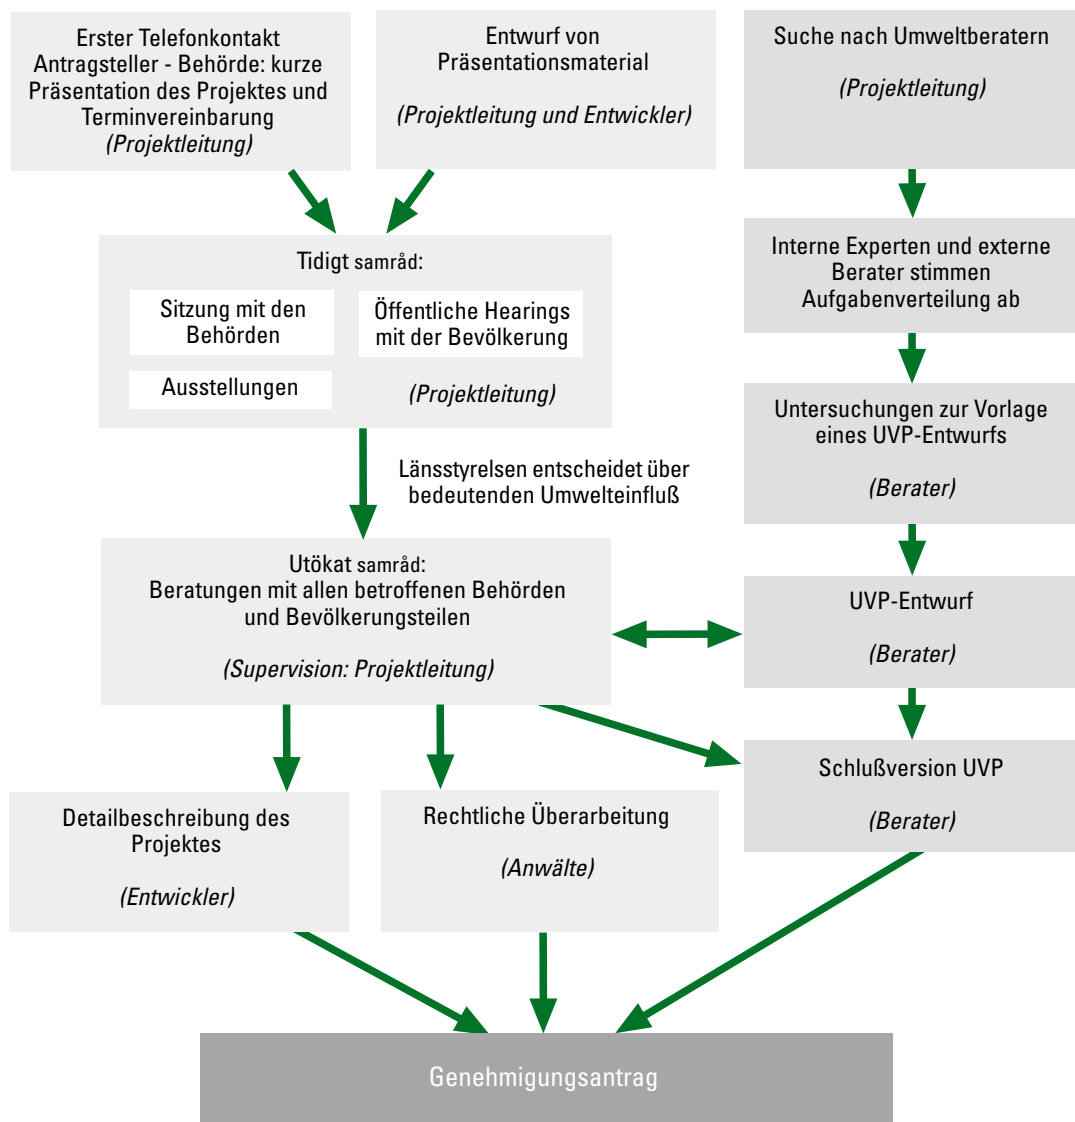 Erster Telefonkontakt
Antragsteller - Behörde: kurze
Präsentation des Projektes und
Terminvereinbarung
(Projektleitung)
Entwurf von
Präsentationsmaterial
(Projektleitung und Entwickler)
Suche nach Umweltberatern
(Projektleitung)
Tidigt samråd:
Sitzung mit den
Behörden
Öffentliche Hearings
mit der Bevölkerung
Ausstellungen
(Projektleitung)
Interne Experten und externe
Berater stimmen
Aufgabenverteilung ab
Untersuchungen zur Vorlage
eines UVP-Entwurfs
(Berater)
Länsstyrelsen entscheidet über
bedeutenden Umwelteinfluß
Utökat samråd:
Beratungen mit allen betroffenen Behörden
und Bevölkerungsteilen
(Supervision: Projektleitung)
UVP-Entwurf
(Berater)
Schlußversion UVP
(Berater)
Detailbeschreibung des
Projektes
(Entwickler)
Rechtliche Überarbeitung
(Anwälte)
Genehmigungsantrag